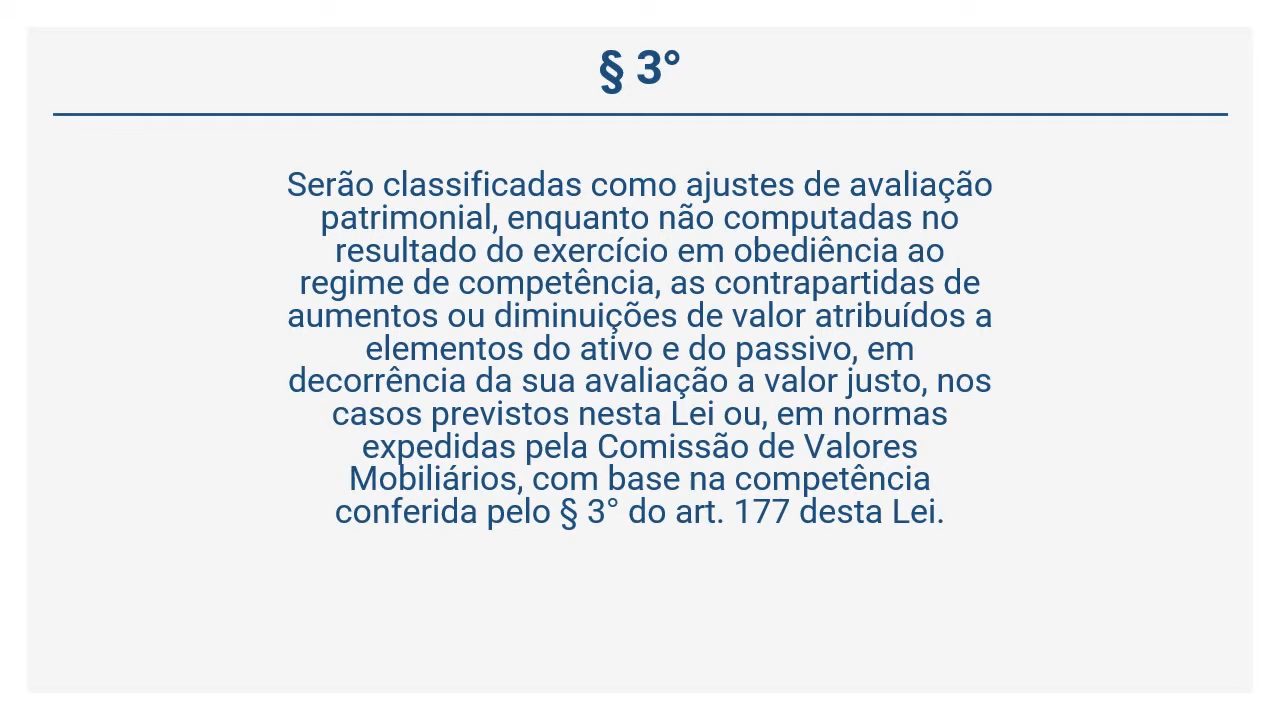 § 3°
Serão classificadas como ajustes de avaliação
patrimonial, enquanto não computadas no
resultado do exercício em obediência ao
regime de competência, as contrapartidas de
aumentos ou diminuições de valor atribuídos a
elementos do ativo e do passivo, em
decorrência da sua avaliação a valor justo, nos
casos previstos nesta Lei ou, em normas
expedidas pela Comissão de Valores
Mobiliários, com base na competência
conferida pelo § 3° do art. 177 desta Lei.